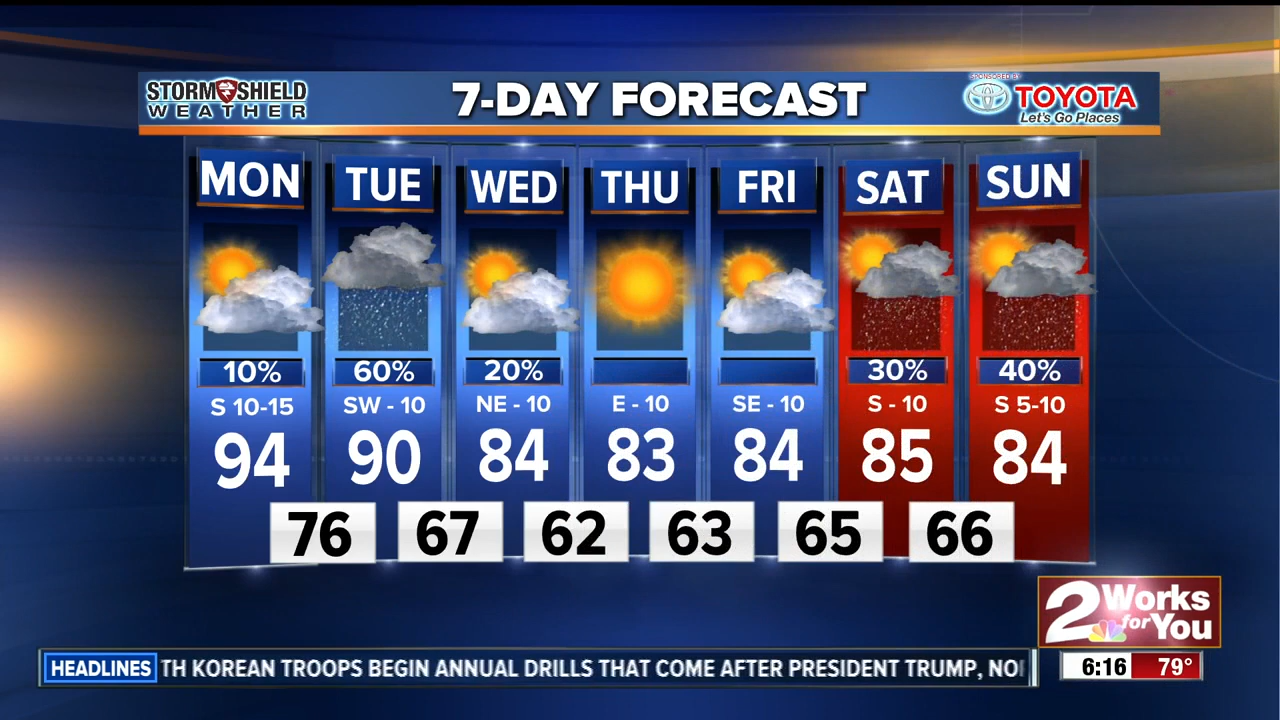 STORM SHIELD
WEATHER
7-DAY FORECAST
SPONSORED BY
TOYOTA
Let's Go Places
MON TUE WED THU FRI SAT SUN
10% 60% 20% 30% 40%
S 10-15 SW - 10 NE - 10 E - 10 SE - 10 S - 10 S 5-10
94 90 84 83 84 85 84
76 67 62 63 65 66
2 Works for You
HEADLINES TH KOREAN TROOPS BEGIN ANNUAL DRILLS THAT COME AFTER PRESIDENT TRUMP, NO
6:16 79°